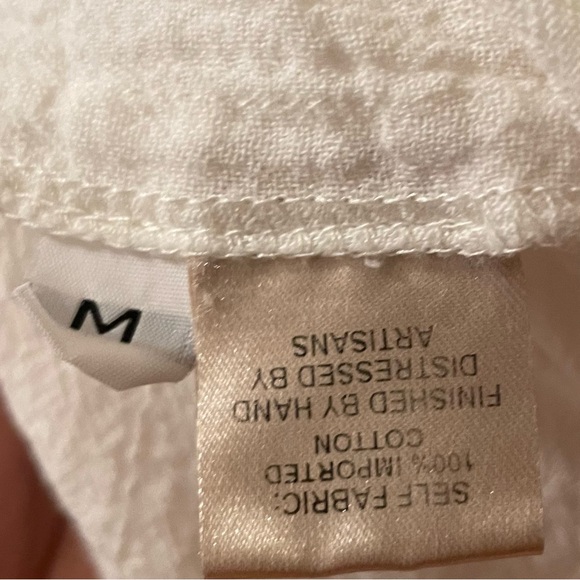 M
SELF FABRIC:
100% IMPORTED
COTTON
FINISHED BY HAND
DISTRESSED BY
ARTISANS